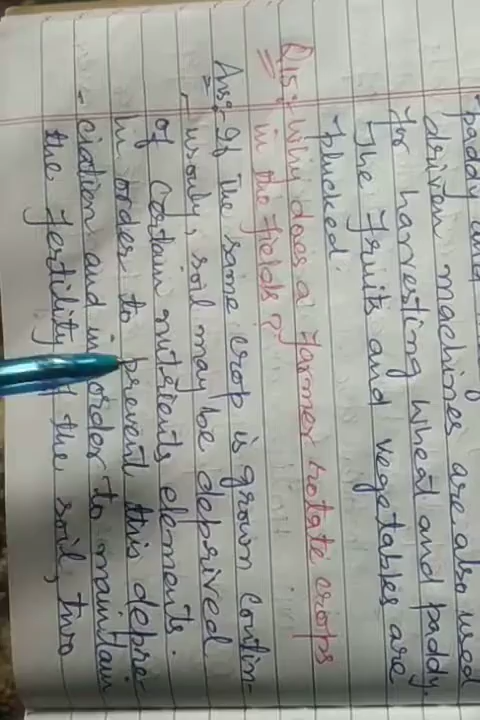 paddy and
driven machines are also used
for harvesting wheat and paddy.
The fruits and vegetables are
plucked.
Q15:- Why does a farmer rotate crops
in the fields?
Ans:- If the same crop is grown contin-
-usouly, soil may be deprived
of certain nutrients elements.
In order to prevent this depre-
-ciation and in order to maintain
the fertility of the soil, two